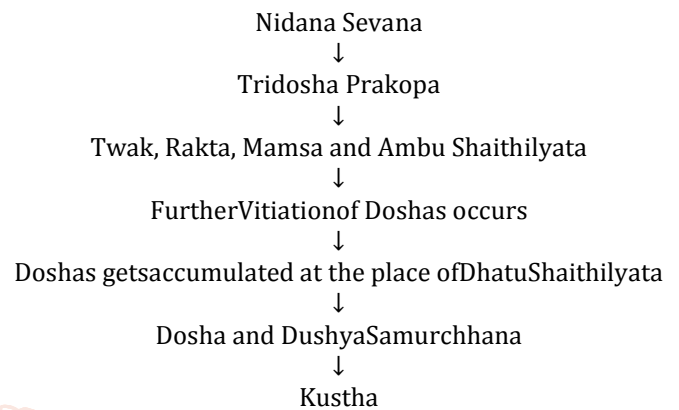 Nidana Sevana
↓
Tridosha Prakopa
↓
Twak, Rakta, Mamsa and Ambu Shaithilyata
↓
FurtherVitiationof Doshas occurs
↓
Doshas getsaccumulated at the place ofDhatuShaithilyata
↓
Dosha and DushyaSamurchhana
↓
Kustha